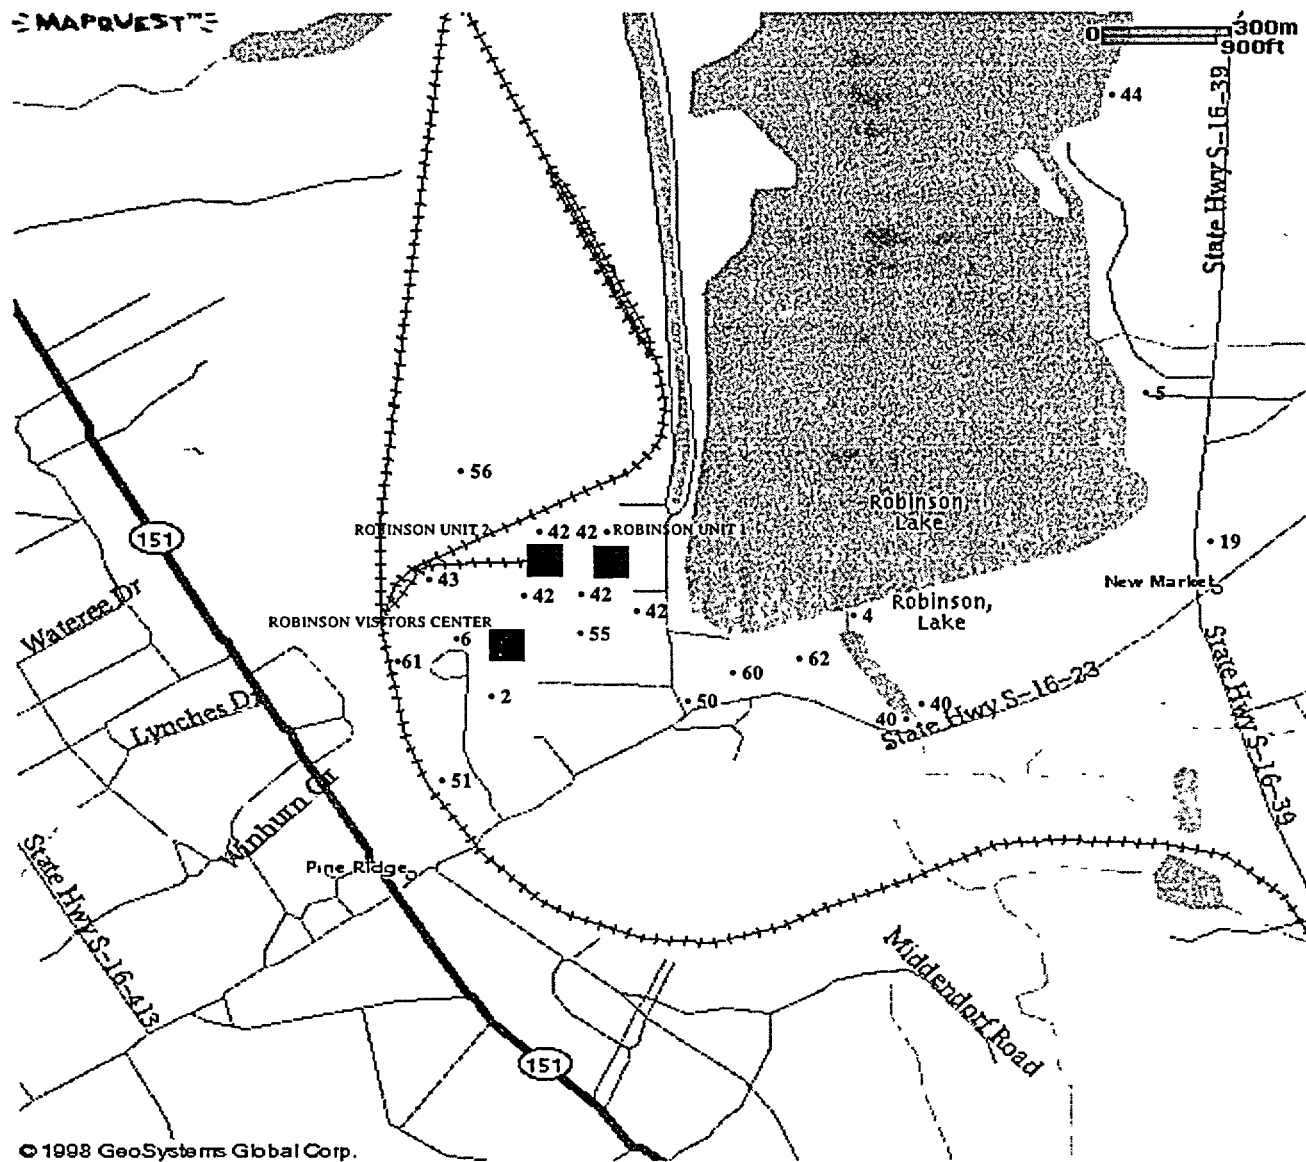 MAPQUEST™
0 300m
900ft
44
State Hwy S-16-39
5
56
Robinson,
Lake
ROBINSON UNIT 2 42 42 ROBINSON UNIT 1
151
19
43
New Market
Wateree Dr
42 42 42
Robinson,
Lake
4
ROBINSON VISITORS CENTER
6
55
61
62
60
State Hwy S-16-39
Lynches Dr
2
50
40 40
State Hwy S-16-23
51
Winburn Cir
State Hwy S-16-413
Pine Ridge
Middendorf Road
151
© 1998 GeoSystems Global Corp.